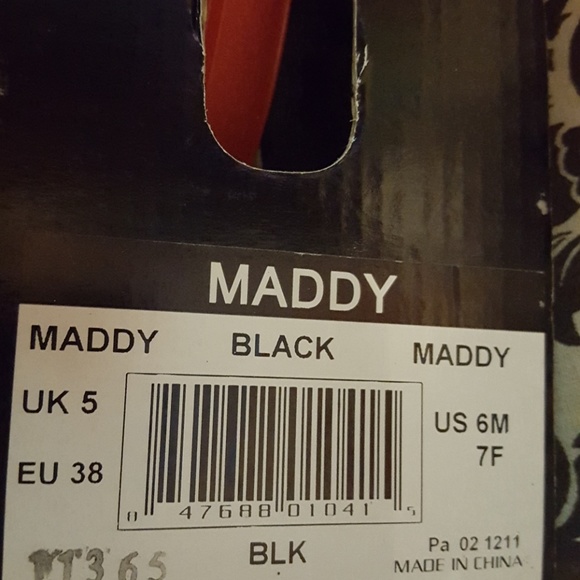 MADDY
MADDY BLACK MADDY
UK 5
US 6M
7F
EU 38
47688 01041 5
BLK
Pa 02 1211
MADE IN CHINA